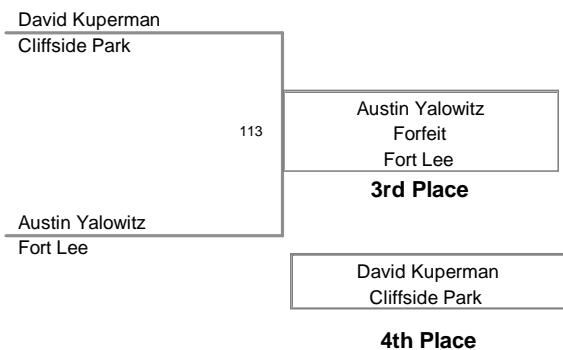 David Kuperman
Cliffside Park
113
Austin Yalowitz
Forfeit
Fort Lee
3rd Place
Austin Yalowitz
Fort Lee
David Kuperman
Cliffside Park
4th Place